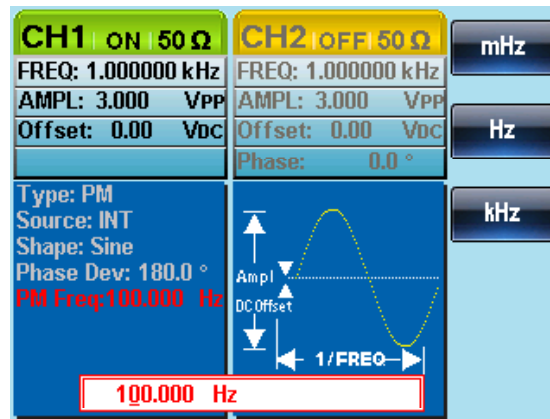 CH1 ON 50 Ω
FREQ: 1.000000 kHz
AMPL: 3.000 VPP
Offset: 0.00 VDC
CH2 OFF 50 Ω
FREQ: 1.000000 kHz
AMPL: 3.000 VPP
Offset: 0.00 VDC
Phase: 0.0 °
mHz
Hz
kHz
Type: PM
Source: INT
Shape: Sine
Phase Dev: 180.0 °
PM Freq:100.000 Hz
Ampl
DC Offset
1/FREQ
100.000 Hz